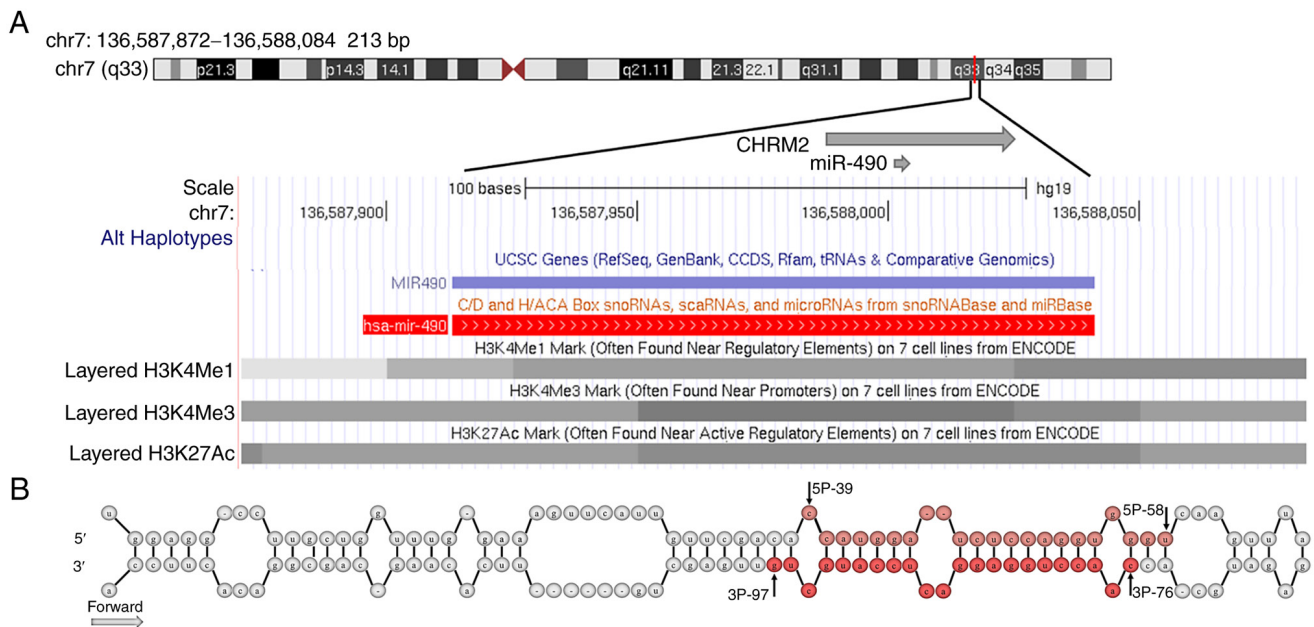 A
chr7: 136,587,872–136,588,084 213 bp
chr7 (q33) p21.3 p14.3 14.1 q21.11 21.3 22.1 q31.1 q33 q34 q35
CHRM2
miR-490
Scale 100 bases hg19
chr7: 136,587,900 136,587,950 136,588,000 136,588,050
Alt Haplotypes
UCSC Genes (RefSeq, GenBank, CCDS, Rfam, tRNAs & Comparative Genomics)
MIR490
C/D and H/ACA Box snoRNAs, scaRNAs, and microRNAs from snoRNABase and miRBase
hsa-mir-490
H3K4Me1 Mark (Often Found Near Regulatory Elements) on 7 cell lines from ENCODE
Layered H3K4Me1
H3K4Me3 Mark (Often Found Near Promoters) on 7 cell lines from ENCODE
Layered H3K4Me3
H3K27Ac Mark (Often Found Near Active Regulatory Elements) on 7 cell lines from ENCODE
Layered H3K27Ac
B
5P-39
5P-58
u - c c g - a g u u c a u u c - - g c a a u
5′ g g a g g u u g c u g u g a a g u u c g a c a c a u g g a u c u c c a g g u g g u g u u a
3′ c u u c c a a c g a c g c u u c g a g u u g u g u a c c u g a g g u c c a c c a
a a c a - a - - - - - - g u c c a a - c g a
3P-97
3P-76
Forward